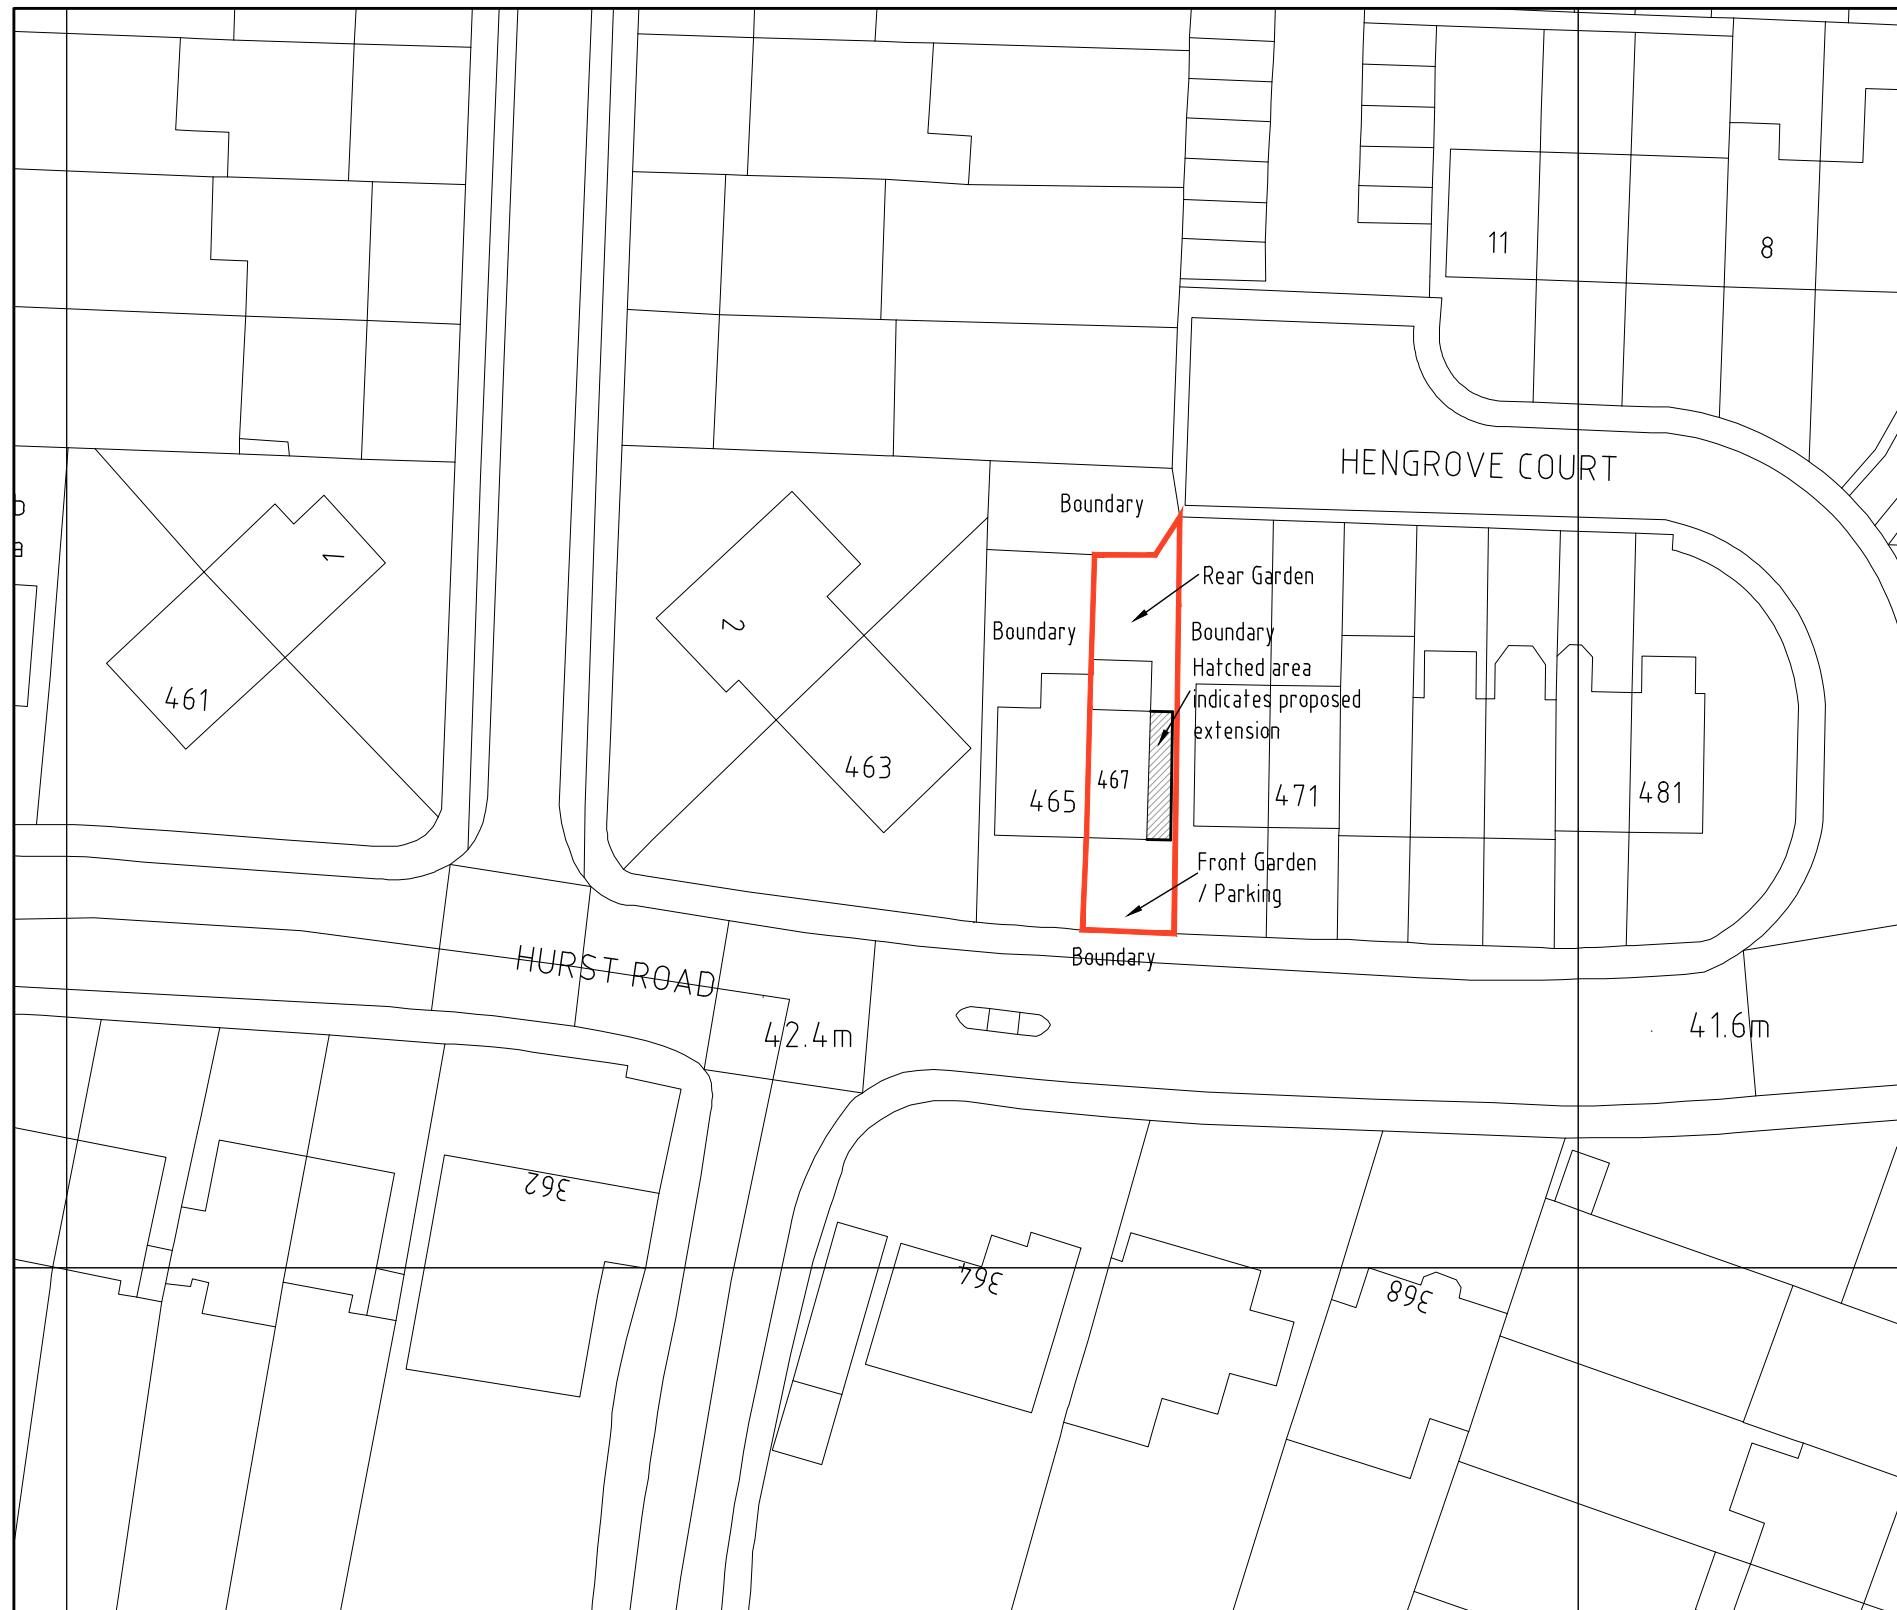 11
8
HENGROVE COURT
Boundary
1
Rear Garden
2
Boundary
Boundary
Hatched area
indicates proposed
extension
461
463
465
467
471
481
Front Garden
/ Parking
Boundary
HURST ROAD
42.4m
41.6m
362
364
368